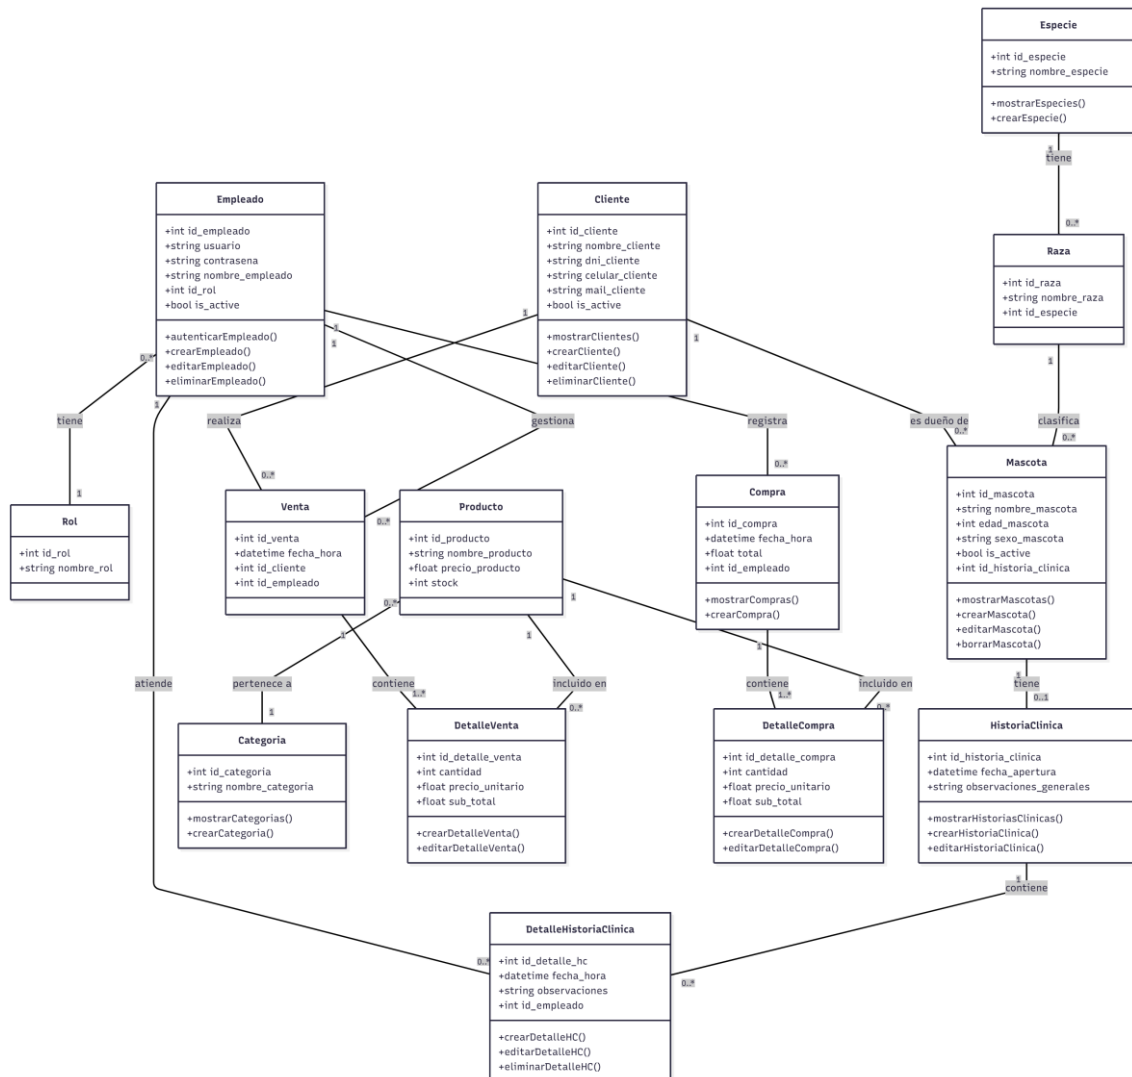 Especie
+int id_especie
+string nombre_especie
+mostrarEspecies()
+crearEspecie()
1
tiene
0..*
Empleado
+int id_empleado
+string usuario
+string contrasena
+string nombre_empleado
+int id_rol
+bool is_active
+autenticarEmpleado()
+crearEmpleado()
+editarEmpleado()
+eliminarEmpleado()
Cliente
+int id_cliente
+string nombre_cliente
+string dni_cliente
+string celular_cliente
+string mail_cliente
+bool is_active
+mostrarClientes()
+crearCliente()
+editarCliente()
+eliminarCliente()
Raza
+int id_raza
+string nombre_raza
+int id_especie
1
1
1
1
0..*
1
1
tiene
realiza
gestiona
registra
es dueño de
clasifica
0..*
0..*
0..*
0..*
1
0..*
Rol
+int id_rol
+string nombre_rol
Venta
+int id_venta
+datetime fecha_hora
+int id_cliente
+int id_empleado
Producto
+int id_producto
+string nombre_producto
+float precio_producto
+int stock
Compra
+int id_compra
+datetime fecha_hora
+float total
+int id_empleado
+mostrarCompras()
+crearCompra()
Mascota
+int id_mascota
+string nombre_mascota
+int edad_mascota
+string sexo_mascota
+bool is_active
+int id_historia_clinica
+mostrarMascotas()
+crearMascota()
+editarMascota()
+borrarMascota()
1
0..*
1
1
1
1
atiende
pertenece a
contiene
incluido en
contiene
incluido en
tiene
1
1..*
0..*
1..*
0..*
0..1
Categoria
+int id_categoria
+string nombre_categoria
+mostrarCategorias()
+crearCategoria()
DetalleVenta
+int id_detalle_venta
+int cantidad
+float precio_unitario
+float sub_total
+crearDetalleVenta()
+editarDetalleVenta()
DetalleCompra
+int id_detalle_compra
+int cantidad
+float precio_unitario
+float sub_total
+crearDetalleCompra()
+editarDetalleCompra()
HistoriaClinica
+int id_historia_clinica
+datetime fecha_apertura
+string observaciones_generales
+mostrarHistoriasClinicas()
+crearHistoriaClinica()
+editarHistoriaClinica()
1
contiene
0..*
0..*
DetalleHistoriaClinica
+int id_detalle_hc
+datetime fecha_hora
+string observaciones
+int id_empleado
+crearDetalleHC()
+editarDetalleHC()
+eliminarDetalleHC()